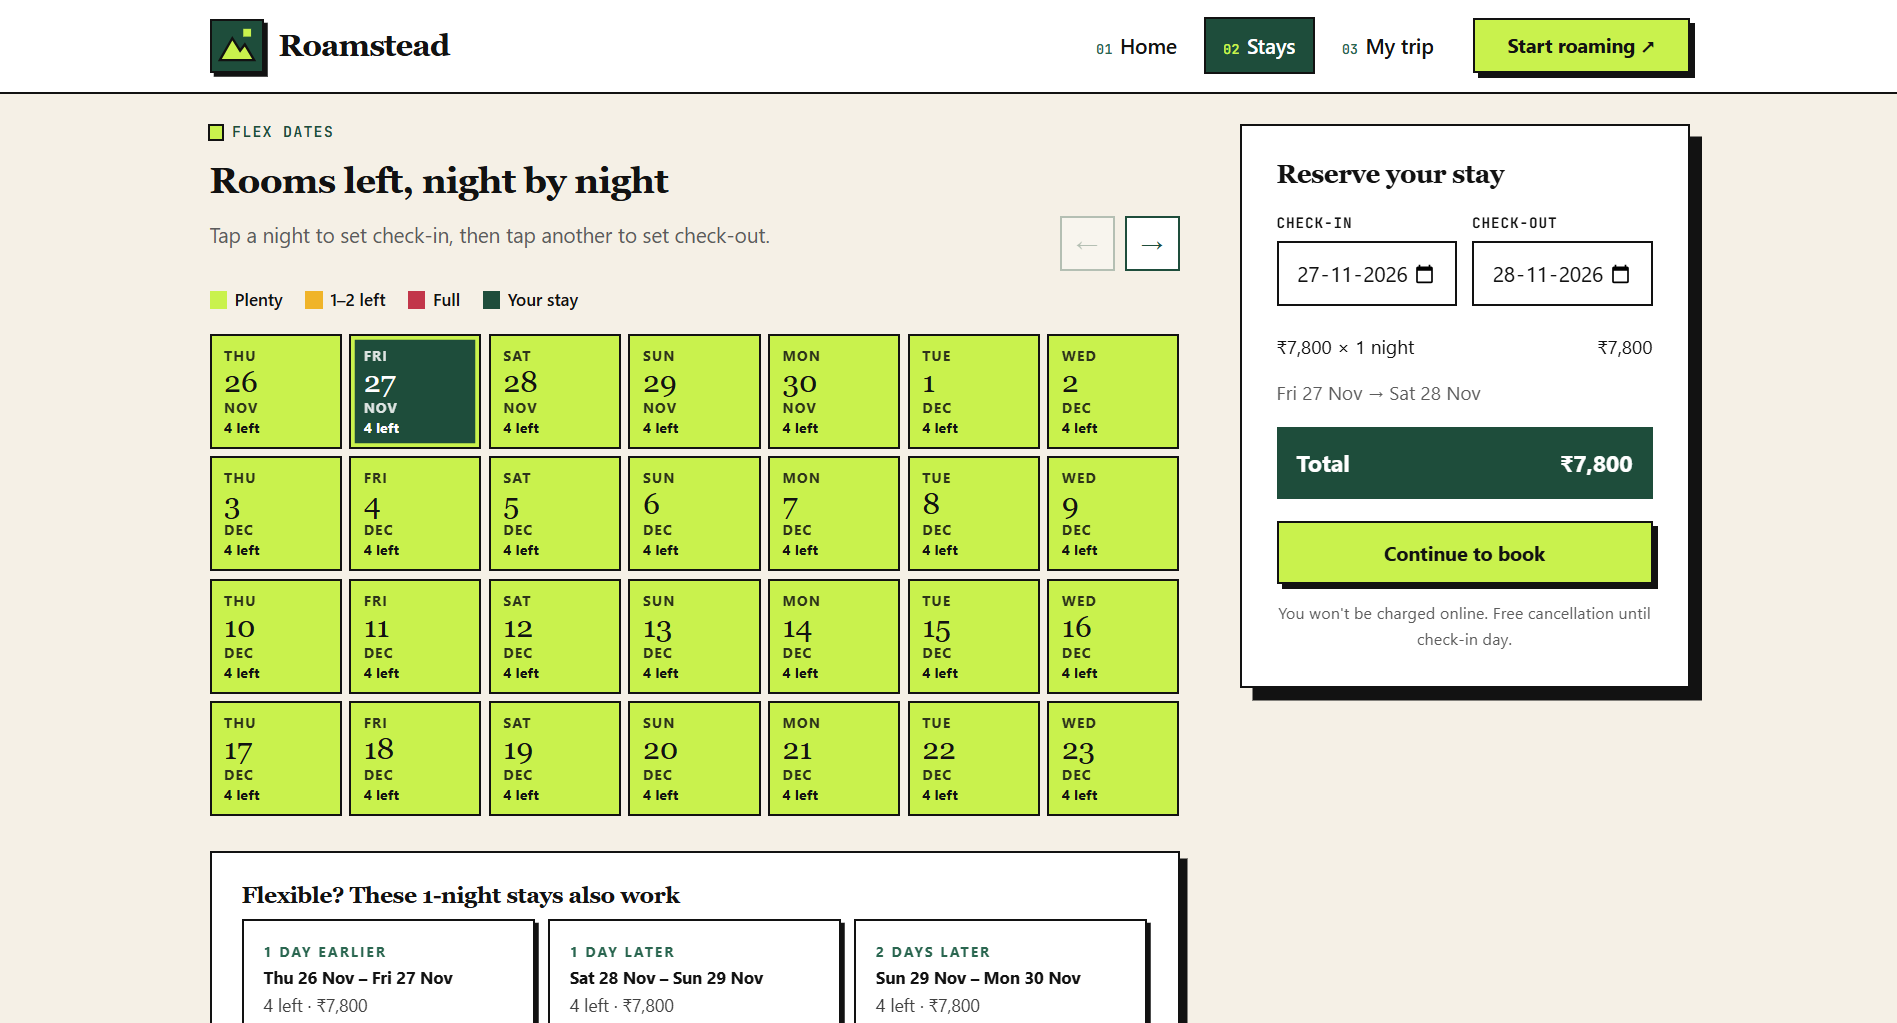 Roamstead
01 Home
02 Stays
03 My trip
Start roaming ↗
FLEX DATES
Rooms left, night by night
Tap a night to set check-in, then tap another to set check-out.
← →
Plenty 1–2 left Full Your stay
THU FRI SAT SUN MON TUE WED
26 27 28 29 30 1 2
NOV NOV NOV NOV NOV DEC DEC
4 left 4 left 4 left 4 left 4 left 4 left 4 left
THU FRI SAT SUN MON TUE WED
3 4 5 6 7 8 9
DEC DEC DEC DEC DEC DEC DEC
4 left 4 left 4 left 4 left 4 left 4 left 4 left
THU FRI SAT SUN MON TUE WED
10 11 12 13 14 15 16
DEC DEC DEC DEC DEC DEC DEC
4 left 4 left 4 left 4 left 4 left 4 left 4 left
THU FRI SAT SUN MON TUE WED
17 18 19 20 21 22 23
DEC DEC DEC DEC DEC DEC DEC
4 left 4 left 4 left 4 left 4 left 4 left 4 left
Flexible? These 1-night stays also work
1 DAY EARLIER
Thu 26 Nov – Fri 27 Nov
4 left · ₹7,800
1 DAY LATER
Sat 28 Nov – Sun 29 Nov
4 left · ₹7,800
2 DAYS LATER
Sun 29 Nov – Mon 30 Nov
4 left · ₹7,800
Reserve your stay
CHECK-IN CHECK-OUT
27-11-2026 28-11-2026
₹7,800 × 1 night ₹7,800
Fri 27 Nov → Sat 28 Nov
Total ₹7,800
Continue to book
You won't be charged online. Free cancellation until
check-in day.